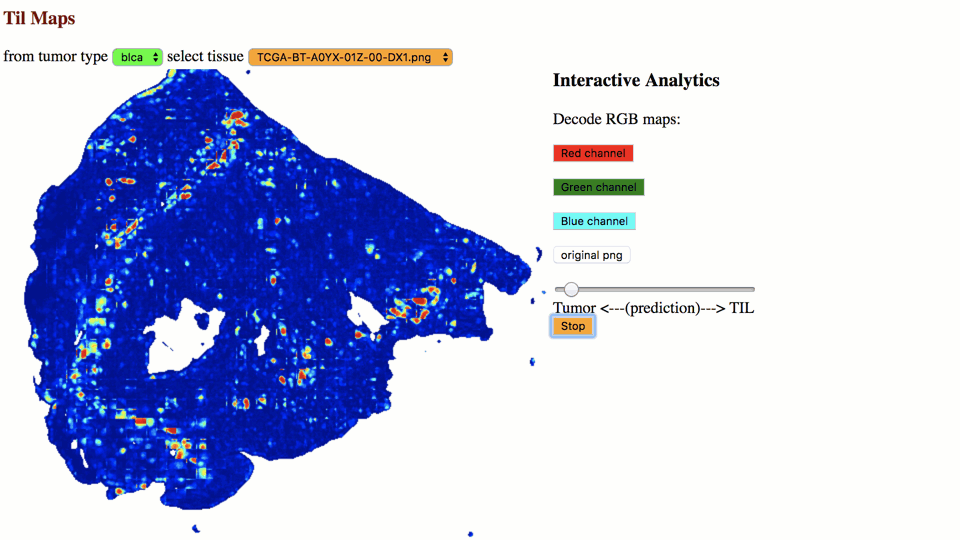 Til Maps
from tumor type blca select tissue TCGA-BT-A0YX-01Z-00-DX1.png
Interactive Analytics
Decode RGB maps:
Red channel
Green channel
Blue channel
original png
Tumor <---(prediction)---> TIL
Stop